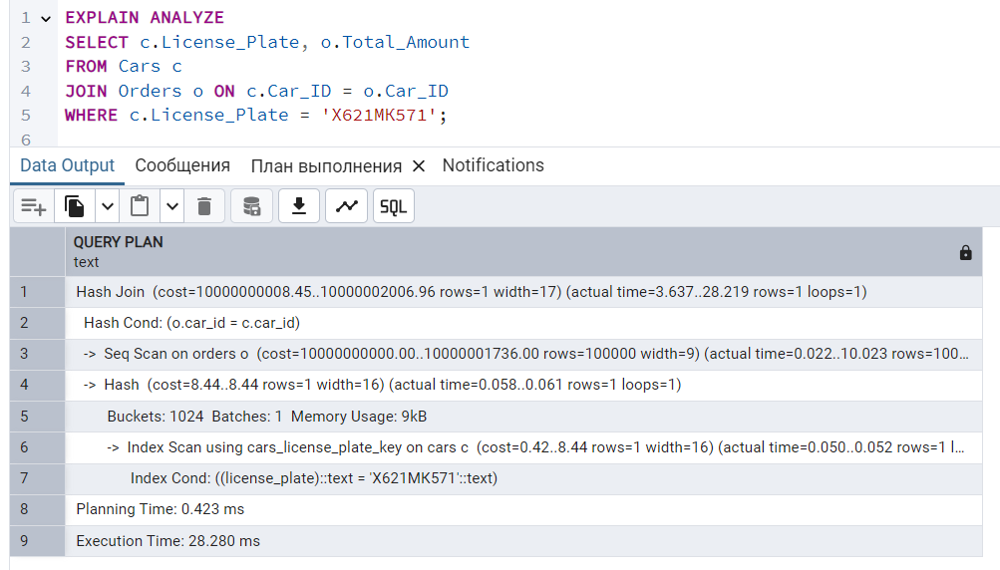 1 EXPLAIN ANALYZE
2 SELECT c.License_Plate, o.Total_Amount
3 FROM Cars c
4 JOIN Orders o ON c.Car_ID = o.Car_ID
5 WHERE c.License_Plate = 'X621MK571';
6
Data Output Сообщения План выполнения × Notifications
SQL
QUERY PLAN
text
1 Hash Join (cost=10000000008.45..10000002006.96 rows=1 width=17) (actual time=3.637..28.219 rows=1 loops=1)
2 Hash Cond: (o.car_id = c.car_id)
3 -> Seq Scan on orders o (cost=10000000000.00..10000001736.00 rows=100000 width=9) (actual time=0.022..10.023 rows=100…
4 -> Hash (cost=8.44..8.44 rows=1 width=16) (actual time=0.058..0.061 rows=1 loops=1)
5 Buckets: 1024 Batches: 1 Memory Usage: 9kB
6 -> Index Scan using cars_license_plate_key on cars c (cost=0.42..8.44 rows=1 width=16) (actual time=0.050..0.052 rows=1 l…
7 Index Cond: ((license_plate)::text = 'X621MK571'::text)
8 Planning Time: 0.423 ms
9 Execution Time: 28.280 ms